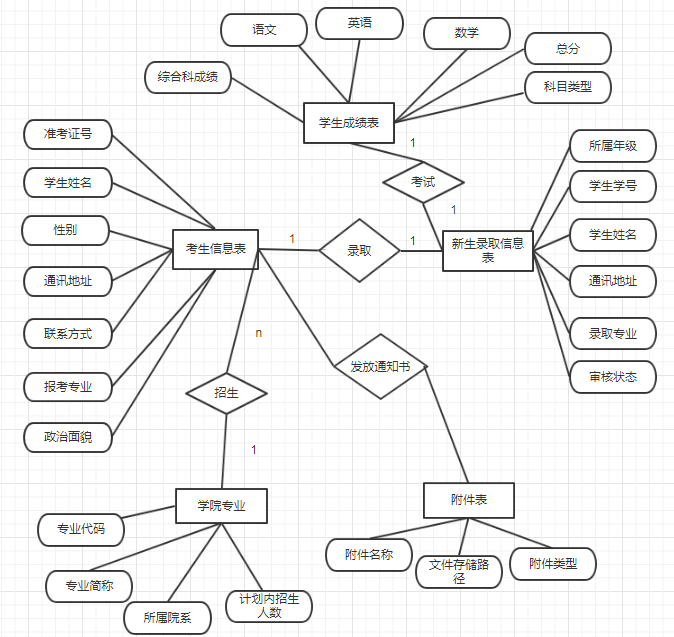 语文
英语
数学
总分
综合科成绩
科目类型
学生成绩表
准考证号
1
所属年级
学生姓名
考试
学生学号
1
性别
考生信息表
1
录取
1
新生录取信息
表
学生姓名
通讯地址
通讯地址
联系方式
n
录取专业
报考专业
招生
发放通知书
审核状态
政治面貌
1
学院专业
附件表
专业代码
附件名称
文件存储路
径
附件类型
专业简称
所属院系
计划内招生
人数